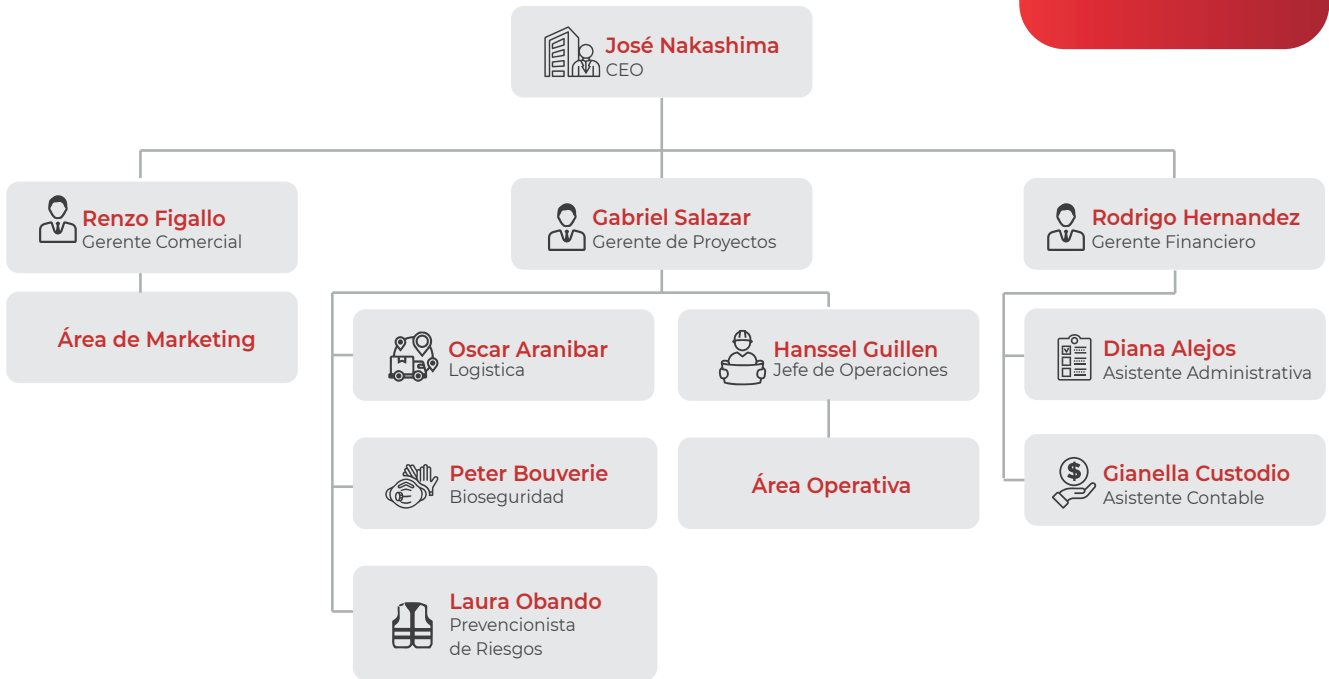 José Nakashima
CEO
Renzo Figallo
Gerente Comercial
Gabriel Salazar
Gerente de Proyectos
Rodrigo Hernandez
Gerente Financiero
Área de Marketing
Oscar Aranibar
Logistica
Hanssel Guillen
Jefe de Operaciones
Diana Alejos
Asistente Administrativa
Peter Bouverie
Bioseguridad
Área Operativa
Gianella Custodio
Asistente Contable
Laura Obando
Prevencionista
de Riesgos